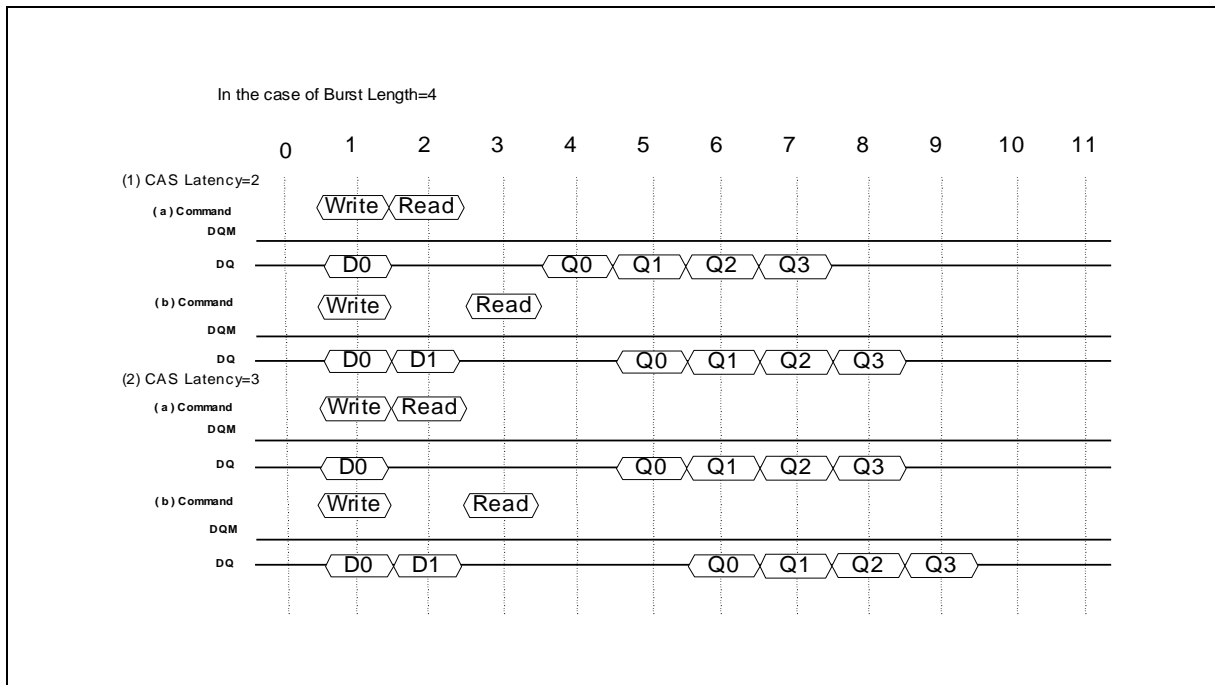 In the case of Burst Length=4
0 1 2 3 4 5 6 7 8 9 10 11
(1) CAS Latency=2
(a) Command Write Read
DQM
DQ D0 Q0 Q1 Q2 Q3
(b) Command Write Read
DQM
DQ D0 D1 Q0 Q1 Q2 Q3
(2) CAS Latency=3
(a) Command Write Read
DQM
DQ D0 Q0 Q1 Q2 Q3
(b) Command Write Read
DQM
DQ D0 D1 Q0 Q1 Q2 Q3